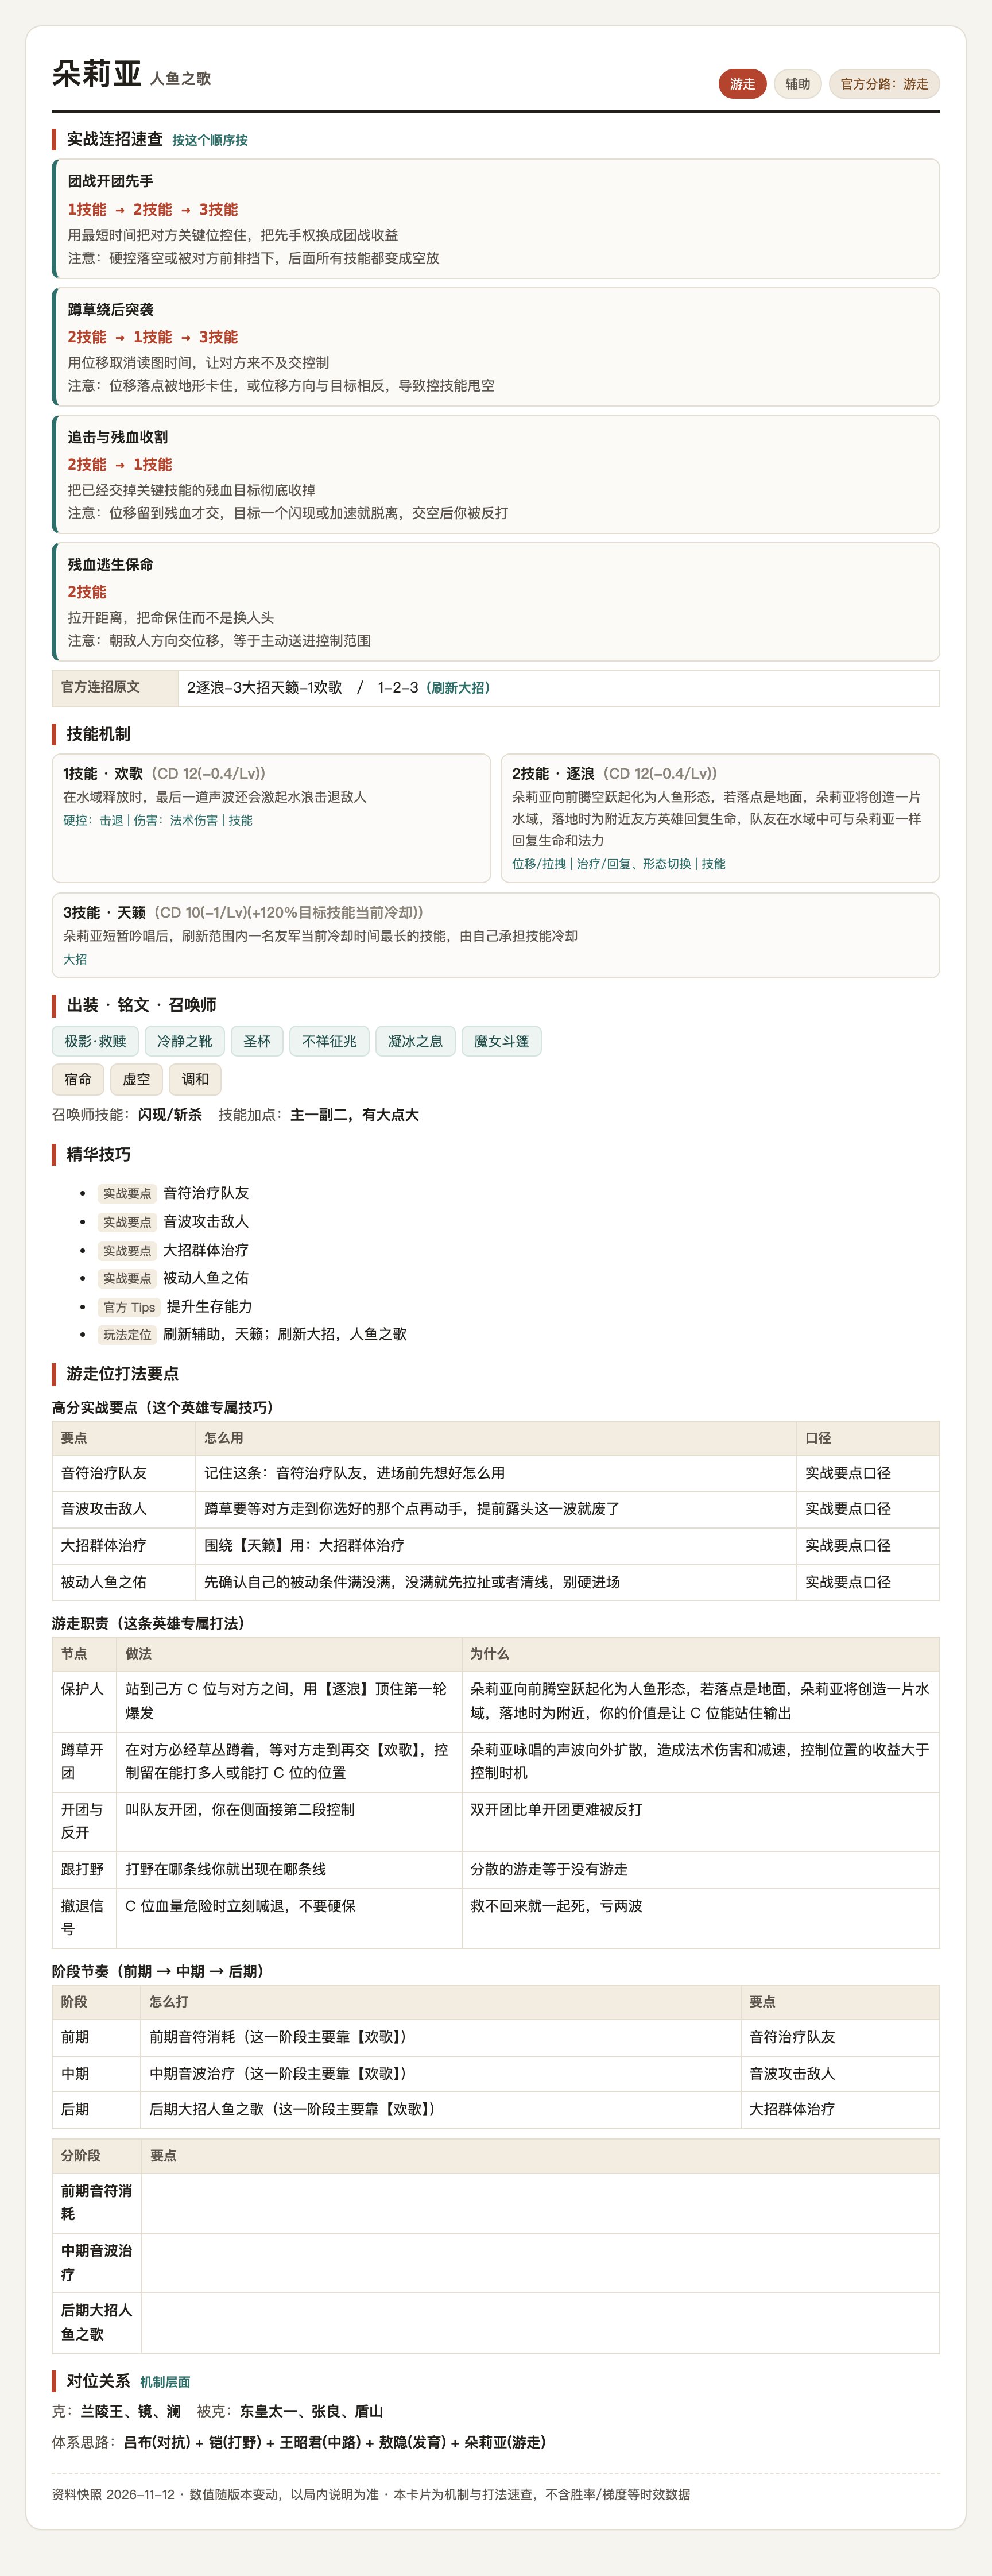 朵莉亚 人鱼之歌
游走 辅助 官方分路：游走
实战连招速查 按这个顺序按
团战开团先手
1技能 → 2技能 → 3技能
用最短时间把对方关键位控住，把先手权换成团战收益
注意：硬控落空或被对方前排挡下，后面所有技能都变成空放
蹲草绕后突袭
2技能 → 1技能 → 3技能
用位移取消读图时间，让对方来不及交控制
注意：位移落点被地形卡住，或位移方向与目标相反，导致控技能甩空
追击与残血收割
2技能 → 1技能
把已经交掉关键技能的残血目标彻底收掉
注意：位移留到残血才交，目标一个闪现或加速就脱离，交空后你被反打
残血逃生保命
2技能
拉开距离，把命保住而不是换人头
注意：朝敌人方向交位移，等于主动送进控制范围
官方连招原文 2逐浪-3大招天籁-1欢歌 / 1-2-3（刷新大招）
技能机制
1技能 · 欢歌（CD 12(-0.4/Lv)）
在水域释放时，最后一道声波还会激起水浪击退敌人
硬控：击退 | 伤害：法术伤害 | 技能
2技能 · 逐浪（CD 12(-0.4/Lv)）
朵莉亚向前腾空跃起化为人鱼形态，若落点是地面，朵莉亚将创造一片
水域，落地时为附近友方英雄回复生命，队友在水域中可与朵莉亚一样
回复生命和法力
位移/拉拽 | 治疗/回复、形态切换 | 技能
3技能 · 天籁（CD 10(-1/Lv)(+120%目标技能当前冷却)）
朵莉亚短暂吟唱后，刷新范围内一名友军当前冷却时间最长的技能，由自己承担技能冷却
大招
出装 · 铭文 · 召唤师
极影·救赎 冷静之靴 圣杯 不祥征兆 凝冰之息 魔女斗篷
宿命 虚空 调和
召唤师技能：闪现/斩杀 技能加点：主一副二，有大点大
精华技巧
• 实战要点 音符治疗队友
• 实战要点 音波攻击敌人
• 实战要点 大招群体治疗
• 实战要点 被动人鱼之佑
• 官方 Tips 提升生存能力
• 玩法定位 刷新辅助，天籁；刷新大招，人鱼之歌
游走位打法要点
高分实战要点（这个英雄专属技巧）
要点 怎么用 口径
音符治疗队友 记住这条：音符治疗队友，进场前先想好怎么用 实战要点口径
音波攻击敌人 蹲草要等对方走到你选好的那个点再动手，提前露头这一波就废了 实战要点口径
大招群体治疗 围绕【天籁】用：大招群体治疗 实战要点口径
被动人鱼之佑 先确认自己的被动条件满没满，没满就先拉扯或者清线，别硬进场 实战要点口径
游走职责（这条英雄专属打法）
节点 做法 为什么
保护人 站到己方 C 位与对方之间，用【逐浪】顶住第一轮
爆发 朵莉亚向前腾空跃起化为人鱼形态，若落点是地面，朵莉亚将创造一片水
域，落地时为附近，你的价值是让 C 位能站住输出
蹲草开
团 在对方必经草丛蹲着，等对方走到再交【欢歌】，控
制留在能打多人或能打 C 位的位置 朵莉亚咏唱的声波向外扩散，造成法术伤害和减速，控制位置的收益大于
控制时机
开团与
反开 叫队友开团，你在侧面接第二段控制 双开团比单开团更难被反打
跟打野 打野在哪条线你就出现在哪条线 分散的游走等于没有游走
撤退信
号 C 位血量危险时立刻喊退，不要硬保 救不回来就一起死，亏两波
阶段节奏（前期 → 中期 → 后期）
阶段 怎么打 要点
前期 前期音符消耗（这一阶段主要靠【欢歌】） 音符治疗队友
中期 中期音波治疗（这一阶段主要靠【欢歌】） 音波攻击敌人
后期 后期大招人鱼之歌（这一阶段主要靠【欢歌】） 大招群体治疗
分阶段 要点
前期音符消
耗
中期音波治
疗
后期大招人
鱼之歌
对位关系 机制层面
克：兰陵王、镜、澜 被克：东皇太一、张良、盾山
体系思路：吕布(对抗) + 铠(打野) + 王昭君(中路) + 敖隐(发育) + 朵莉亚(游走)
资料快照 2026-11-12 · 数值随版本变动，以局内说明为准 · 本卡片为机制与打法速查，不含胜率/梯度等时效数据